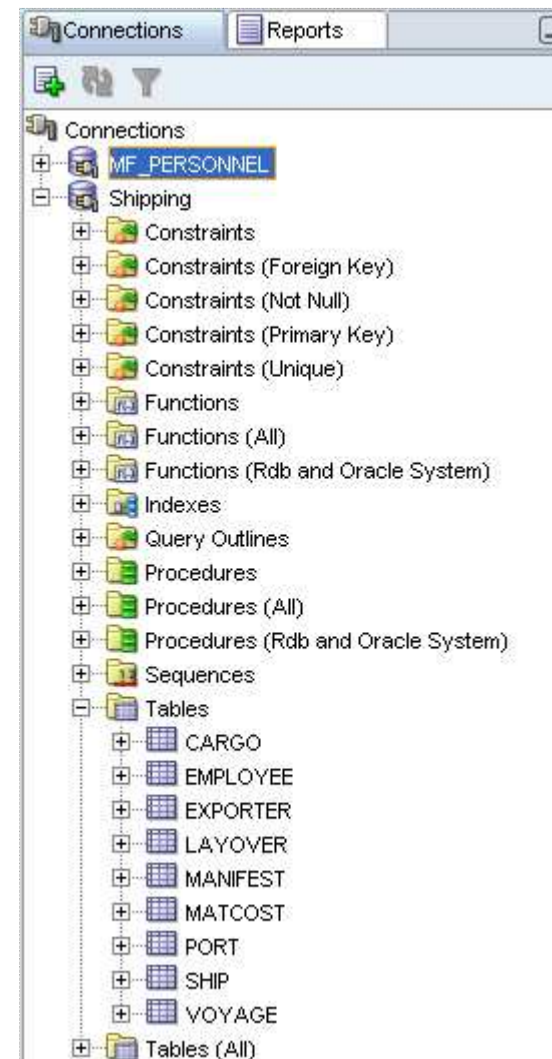 Connections Reports
Connections
MF_PERSONNEL
Shipping
Constraints
Constraints (Foreign Key)
Constraints (Not Null)
Constraints (Primary Key)
Constraints (Unique)
Functions
Functions (All)
Functions (Rdb and Oracle System)
Indexes
Query Outlines
Procedures
Procedures (All)
Procedures (Rdb and Oracle System)
Sequences
Tables
CARGO
EMPLOYEE
EXPORTER
LAYOVER
MANIFEST
MATCOST
PORT
SHIP
VOYAGE
Tables (All)